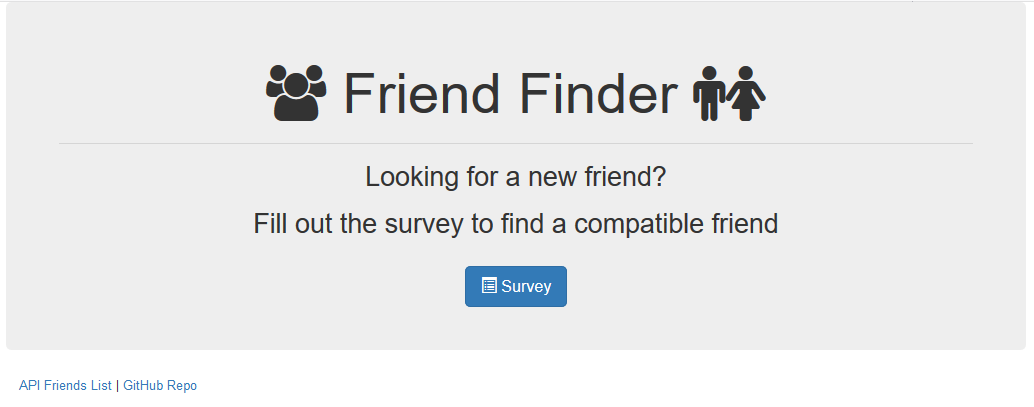 Friend Finder
Looking for a new friend?
Fill out the survey to find a compatible friend
Survey
API Friends List | GitHub Repo